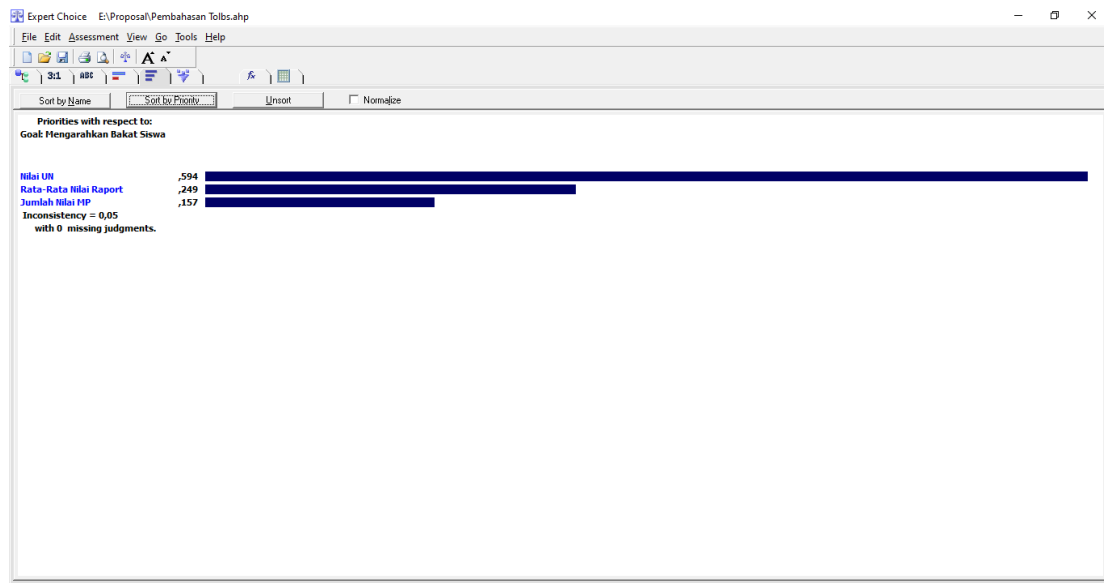 Expert Choice E:\Proposal\Pembahasan Tolbs.ahp
File Edit Assessment View Go Tools Help
A A
3:1 ABC fx
Sort by Name Sort by Priority Unsort Normalize
Priorities with respect to:
Goal: Mengarahkan Bakat Siswa
Nilai UN ,594
Rata-Rata Nilai Raport ,249
Jumlah Nilai MP ,157
Inconsistency = 0,05
with 0 missing judgments.